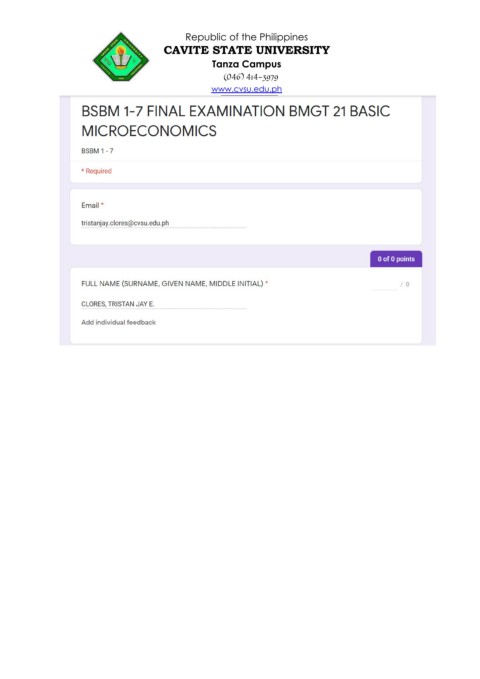 Republic of the Philippines
CAVITE STATE UNIVERSITY
Tanza Campus
(046) 414-3979
www.cvsu.edu.ph
BSBM 1-7 FINAL EXAMINATION BMGT 21 BASIC
MICROECONOMICS
BSBM 1 - 7
* Required
Email *
tristanjay.clores@cvsu.edu.ph
0 of 0 points
FULL NAME (SURNAME, GIVEN NAME, MIDDLE INITIAL) *
/ 0
CLORES, TRISTAN JAY E.
Add individual feedback